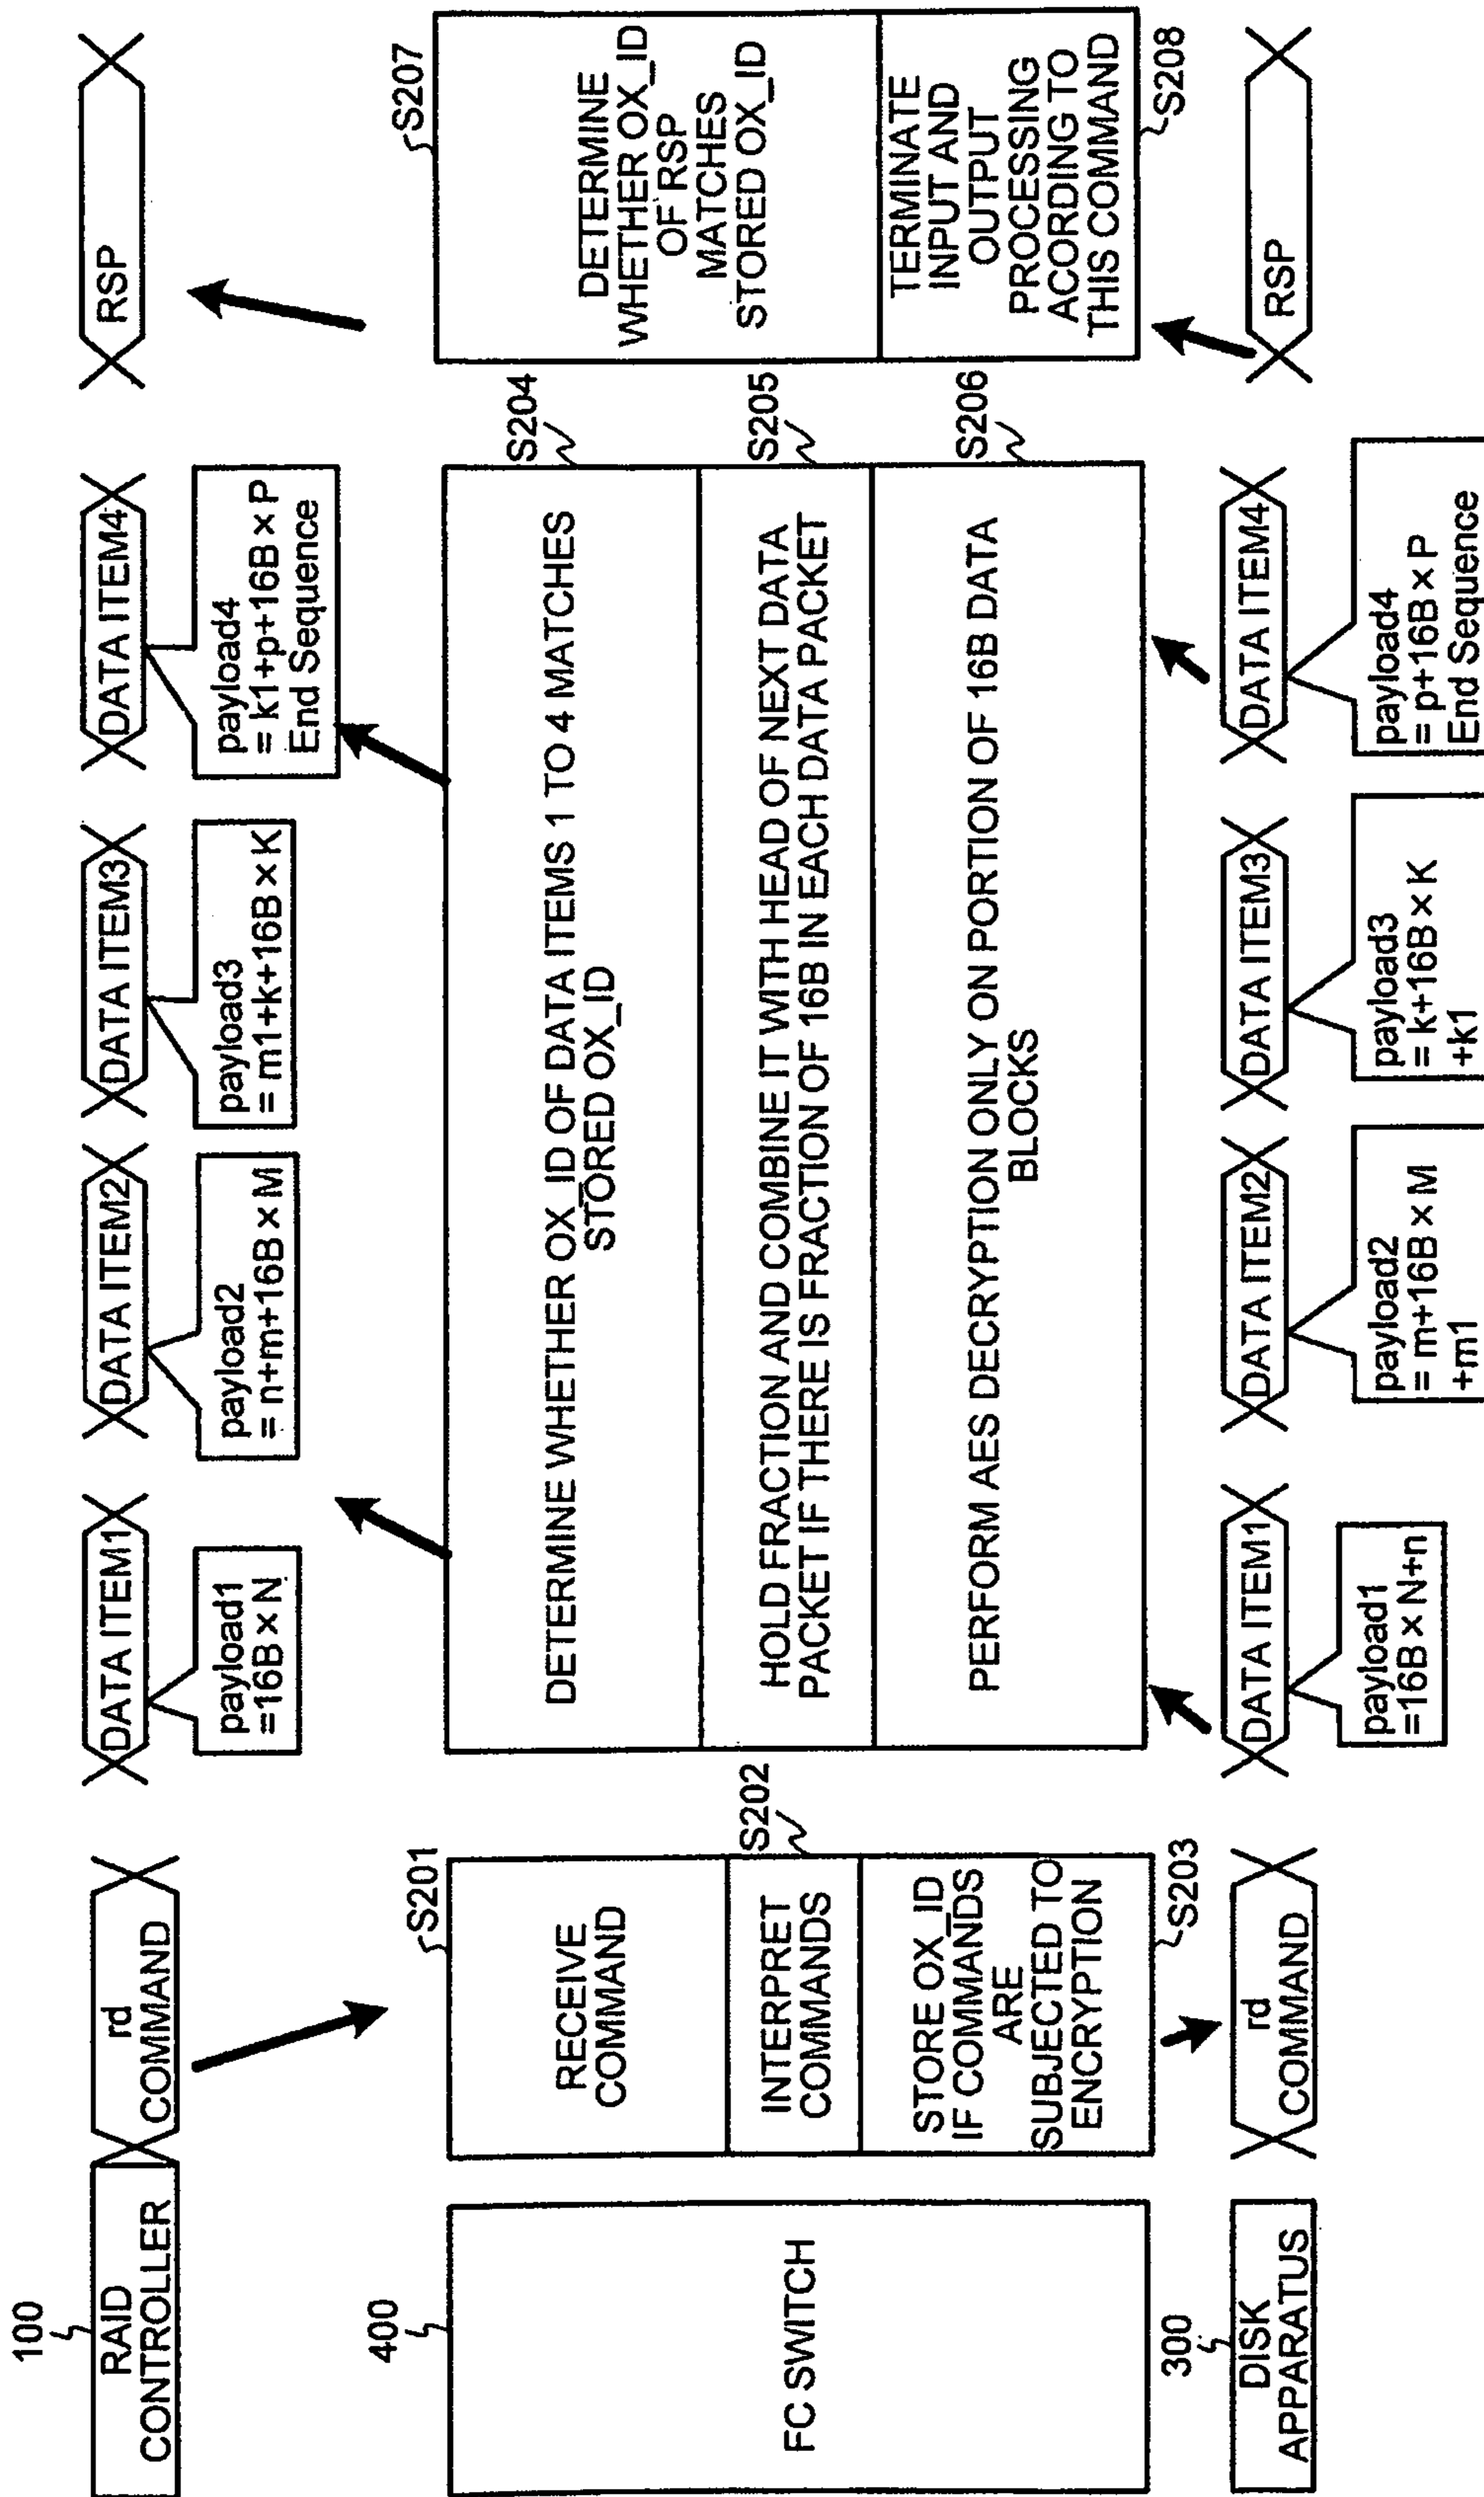 100
RAID
CONTROLLER
rd
COMMAND
DATA ITEM1
payload1
=16B×N
DATA ITEM2
payload2
= n+m+16B×M
DATA ITEM3
payload3
= m1+k+16B×K
DATA ITEM4
payload4
= k1+p+16B×P
End Sequence
RSP
400
FC SWITCH
S201
RECEIVE
COMMAND
S202
INTERPRET
COMMANDS
STORE OX_ID
IF COMMANDS
ARE
SUBJECTED TO
ENCRYPTION
S203
S204
DETERMINE WHETHER OX_ID OF DATA ITEMS 1 TO 4 MATCHES
STORED OX_ID
S205
HOLD FRACTION AND COMBINE IT WITH HEAD OF NEXT DATA
PACKET IF THERE IS FRACTION OF 16B IN EACH DATA PACKET
S206
PERFORM AES DECRYPTION ONLY ON PORTION OF 16B DATA
BLOCKS
S207
DETERMINE
WHETHER OX_ID
OF RSP
MATCHES
STORED OX_ID
TERMINATE
INPUT AND
OUTPUT
PROCESSING
ACORDING TO
THIS COMMAND
S208
300
DISK
APPARATUS
rd
COMMAND
DATA ITEM1
payload1
=16B×N+n
DATA ITEM2
payload2
= m+16B×M
+m1
DATA ITEM3
payload3
= k+16B×K
+k1
DATA ITEM4
payload4
= p+16B×P
End Sequence
RSP